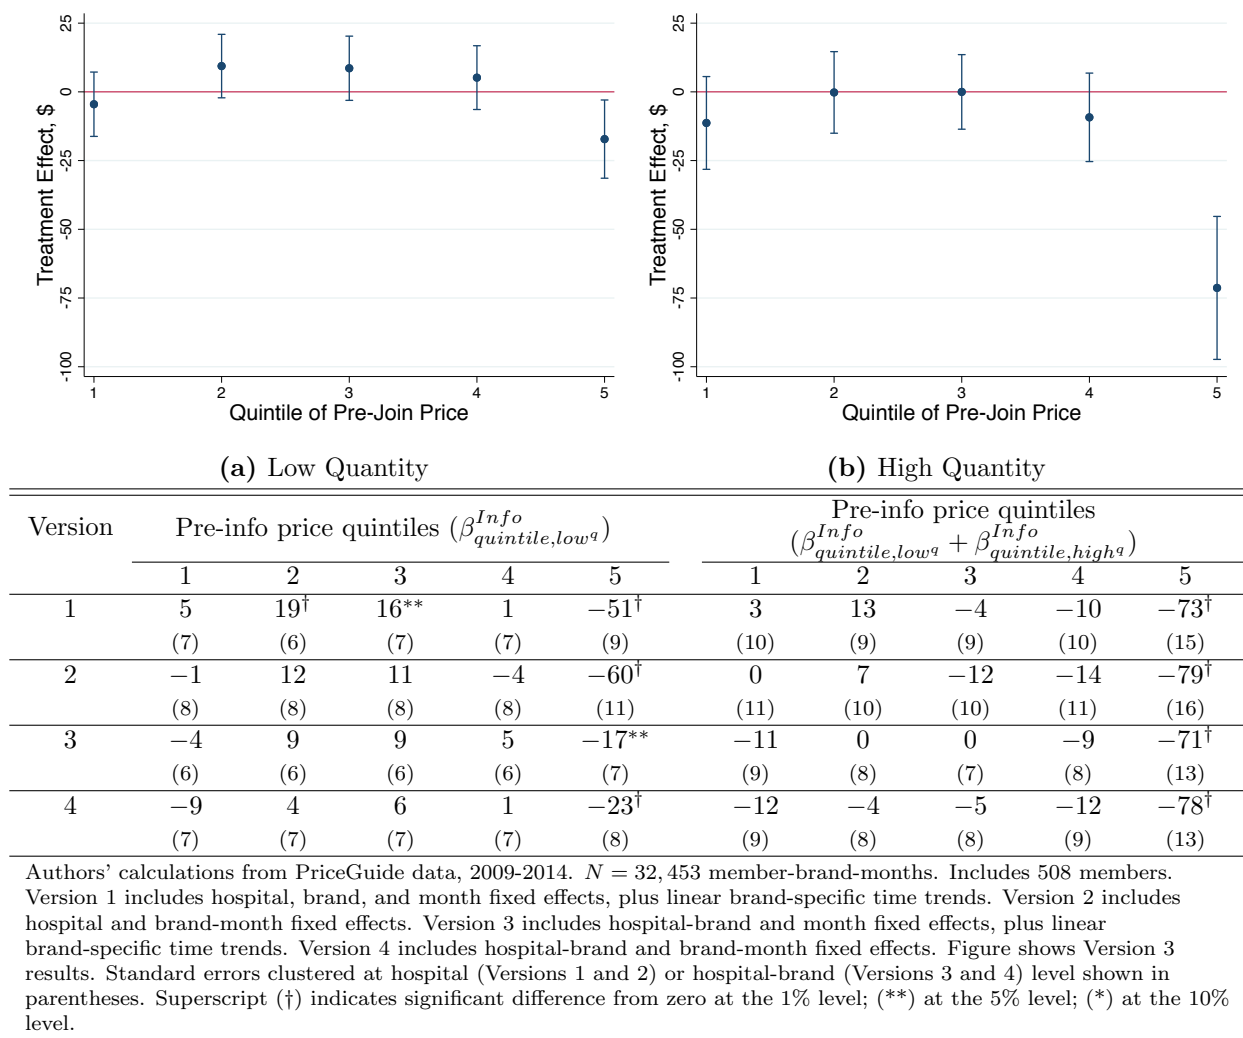 Treatment Effect, $
25
0
-25
-50
-75
-100
1 2 3 4 5
Quintile of Pre-Join Price
(a) Low Quantity
Treatment Effect, $
25
0
-25
-50
-75
-100
1 2 3 4 5
Quintile of Pre-Join Price
(b) High Quantity
Version Pre-info price quintiles (β^{Info}_{quintile,low^q}) Pre-info price quintiles
(β^{Info}_{quintile,low^q} + β^{Info}_{quintile,high^q})
1 2 3 4 5 1 2 3 4 5
1 5 19† 16** 1 −51† 3 13 −4 −10 −73†
(7) (6) (7) (7) (9) (10) (9) (9) (10) (15)
2 −1 12 11 −4 −60† 0 7 −12 −14 −79†
(8) (8) (8) (8) (11) (11) (10) (10) (11) (16)
3 −4 9 9 5 −17** −11 0 0 −9 −71†
(6) (6) (6) (6) (7) (9) (8) (7) (8) (13)
4 −9 4 6 1 −23† −12 −4 −5 −12 −78†
(7) (7) (7) (7) (8) (9) (8) (8) (9) (13)
Authors' calculations from PriceGuide data, 2009-2014. N = 32,453 member-brand-months. Includes 508 members.
Version 1 includes hospital, brand, and month fixed effects, plus linear brand-specific time trends. Version 2 includes
hospital and brand-month fixed effects. Version 3 includes hospital-brand and month fixed effects, plus linear
brand-specific time trends. Version 4 includes hospital-brand and brand-month fixed effects. Figure shows Version 3
results. Standard errors clustered at hospital (Versions 1 and 2) or hospital-brand (Versions 3 and 4) level shown in
parentheses. Superscript (†) indicates significant difference from zero at the 1% level; (**) at the 5% level; (*) at the 10%
level.